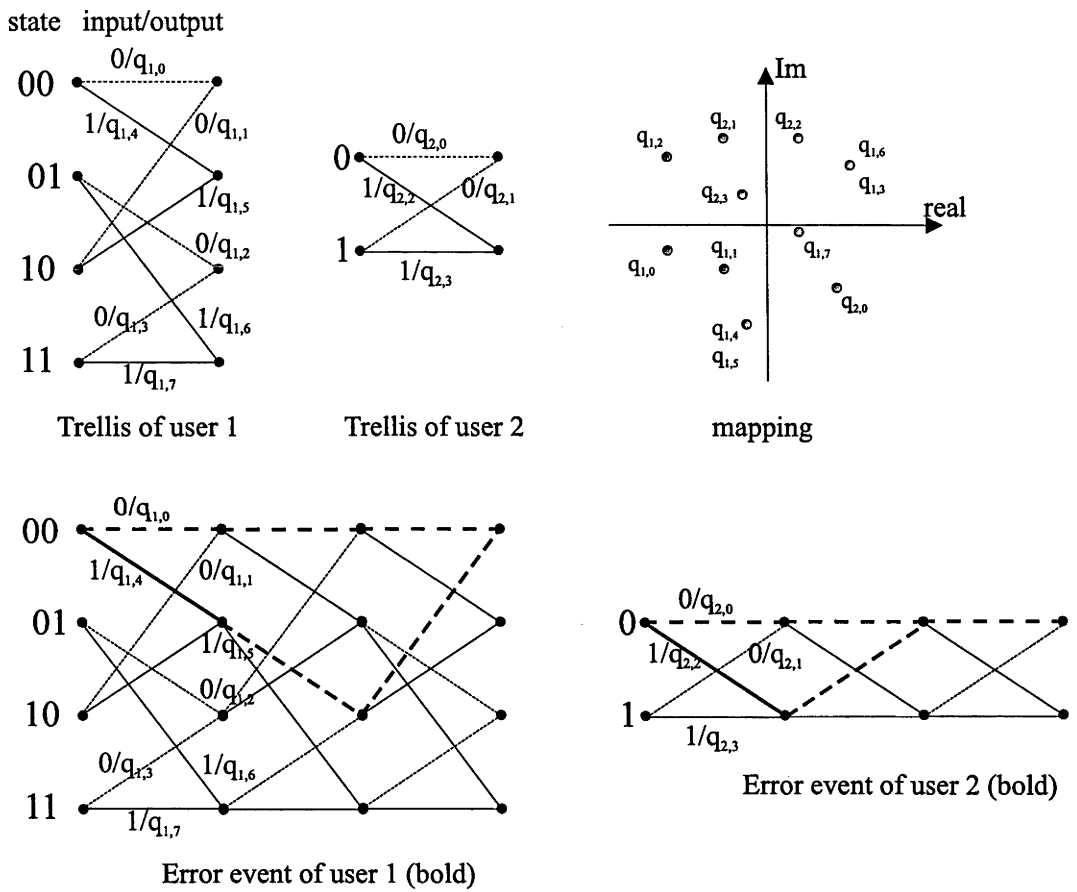 state input/output
00
0/q1,0
1/q1,4
0/q1,1
01
1/q1,5
0/q1,2
10
0/q1,3
1/q1,6
11
1/q1,7
Trellis of user 1
0
0/q2,0
1/q2,2
0/q2,1
1
1/q2,3
Trellis of user 2
Im
q2,1
q2,2
q1,2
q1,6
q1,3
q2,3
real
q1,0
q1,1
q1,7
q2,0
q1,4
q1,5
mapping
00
0/q1,0
1/q1,4
0/q1,1
01
1/q1,5
0/q1,2
10
0/q1,3
1/q1,6
11
1/q1,7
Error event of user 1 (bold)
0
0/q2,0
1/q2,2
0/q2,1
1
1/q2,3
Error event of user 2 (bold)